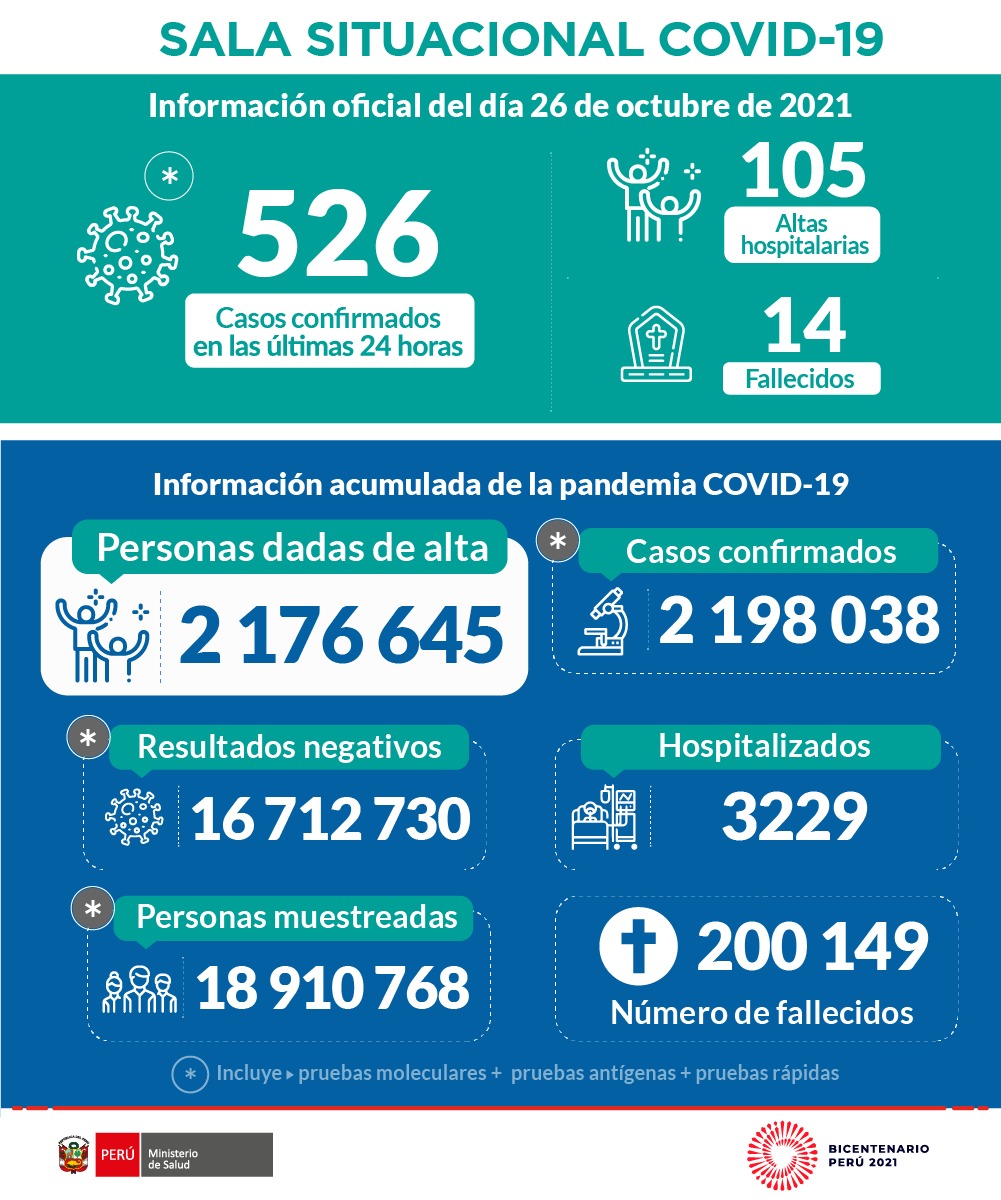 SALA SITUACIONAL COVID-19
Información oficial del día 26 de octubre de 2021
*
526
Casos confirmados
en las últimas 24 horas
105
Altas
hospitalarias
14
Fallecidos
Información acumulada de la pandemia COVID-19
Personas dadas de alta
2 176 645
*
Casos confirmados
2 198 038
*
Resultados negativos
16 712 730
Hospitalizados
3229
*
Personas muestreadas
18 910 768
200 149
Número de fallecidos
* Incluye ▸ pruebas moleculares + pruebas antígenas + pruebas rápidas
PERÚ
Ministerio
de Salud
BICENTENARIO
PERÚ 2021